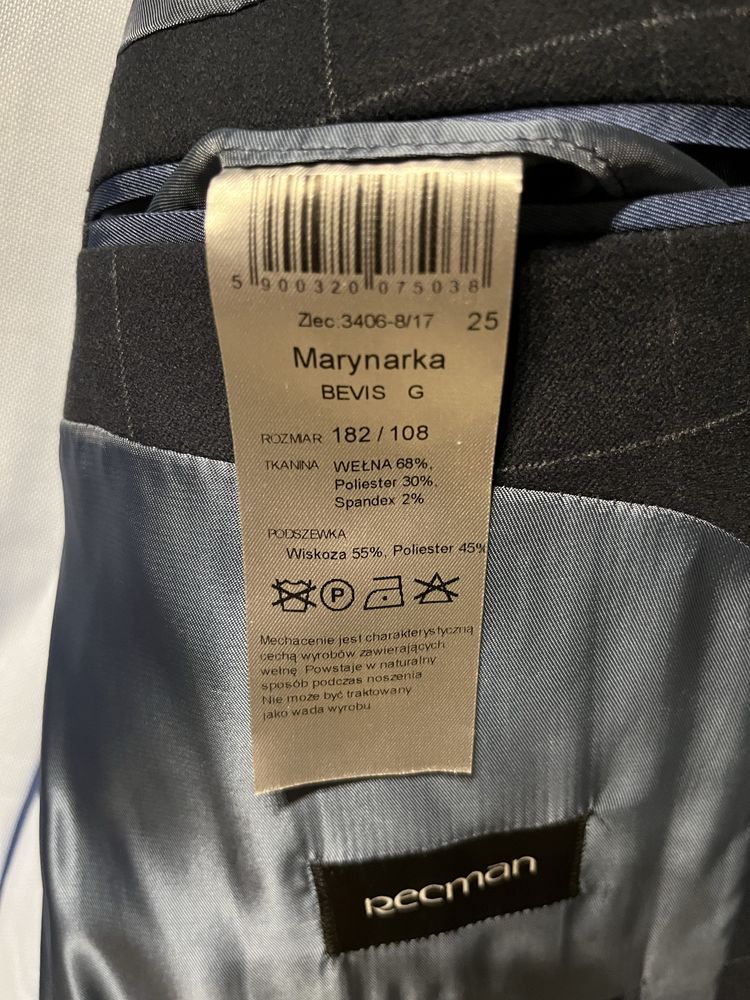 5 900320 075038
Zlec.3406-8/17 25
Marynarka
BEVIS G
ROZMIAR 182 / 108
TKANINA WEŁNA 68%,
Poliester 30%,
Spandex 2%
PODSZEWKA
Wiskoza 55%, Poliester 45%
P
Mechacenie jest charakterystyczną
cechą wyrobów zawierających
wełnę. Powstaje w naturalny
sposób podczas noszenia
Nie może być traktowany
jako wada wyrobu
Recman